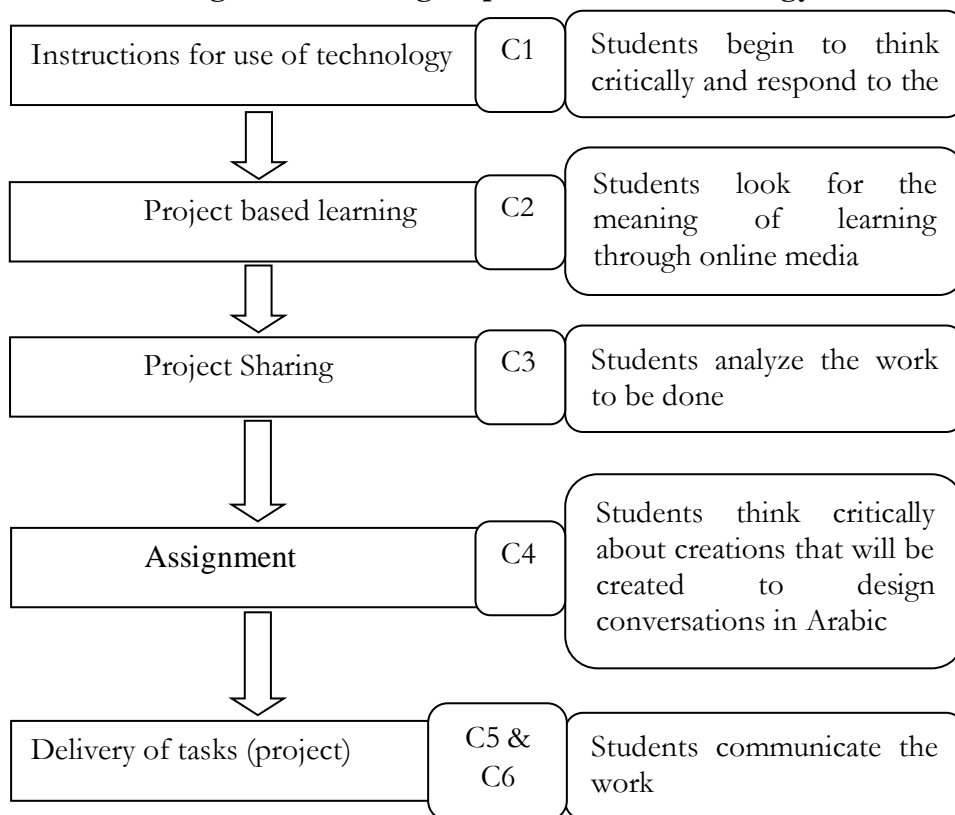 Instructions for use of technology
C1
Students begin to think
critically and respond to the
Project based learning
C2
Students look for the
meaning of learning
through online media
Project Sharing
C3
Students analyze the work
to be done
Assignment
C4
Students think critically
about creations that will be
created to design
conversations in Arabic
Delivery of tasks (project)
C5 &
C6
Students communicate the
work